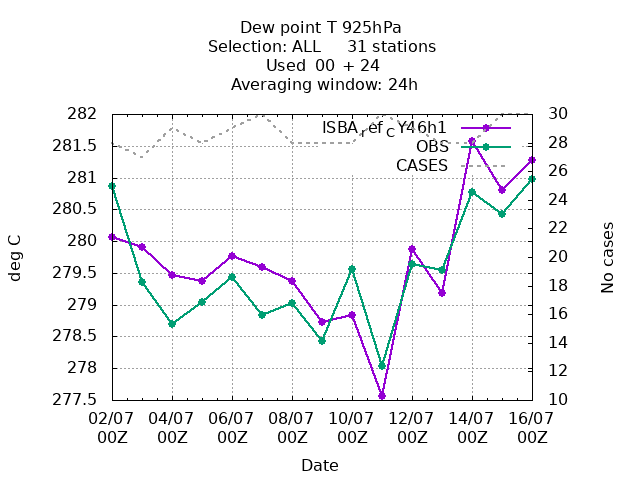 Dew point T 925hPa
Selection: ALL     31 stations
Used  00 + 24
Averaging window: 24h
282
281.5
281
280.5
280
279.5
279
278.5
278
277.5
deg C
30
28
26
24
22
20
18
16
14
12
10
No cases
ISBA_ref_CY46h1
OBS
CASES
02/07 04/07 06/07 08/07 10/07 12/07 14/07 16/07
00Z 00Z 00Z 00Z 00Z 00Z 00Z 00Z
Date